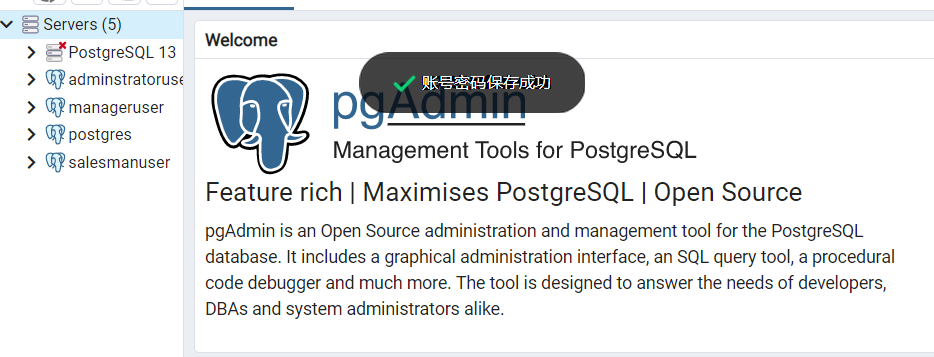 Servers (5)
PostgreSQL 13
adminstratoruse
manageruser
postgres
salesmanuser
Welcome
账号密码保存成功
pgAdmin
Management Tools for PostgreSQL
Feature rich | Maximises PostgreSQL | Open Source
pgAdmin is an Open Source administration and management tool for the PostgreSQL
database. It includes a graphical administration interface, an SQL query tool, a procedural
code debugger and much more. The tool is designed to answer the needs of developers,
DBAs and system administrators alike.